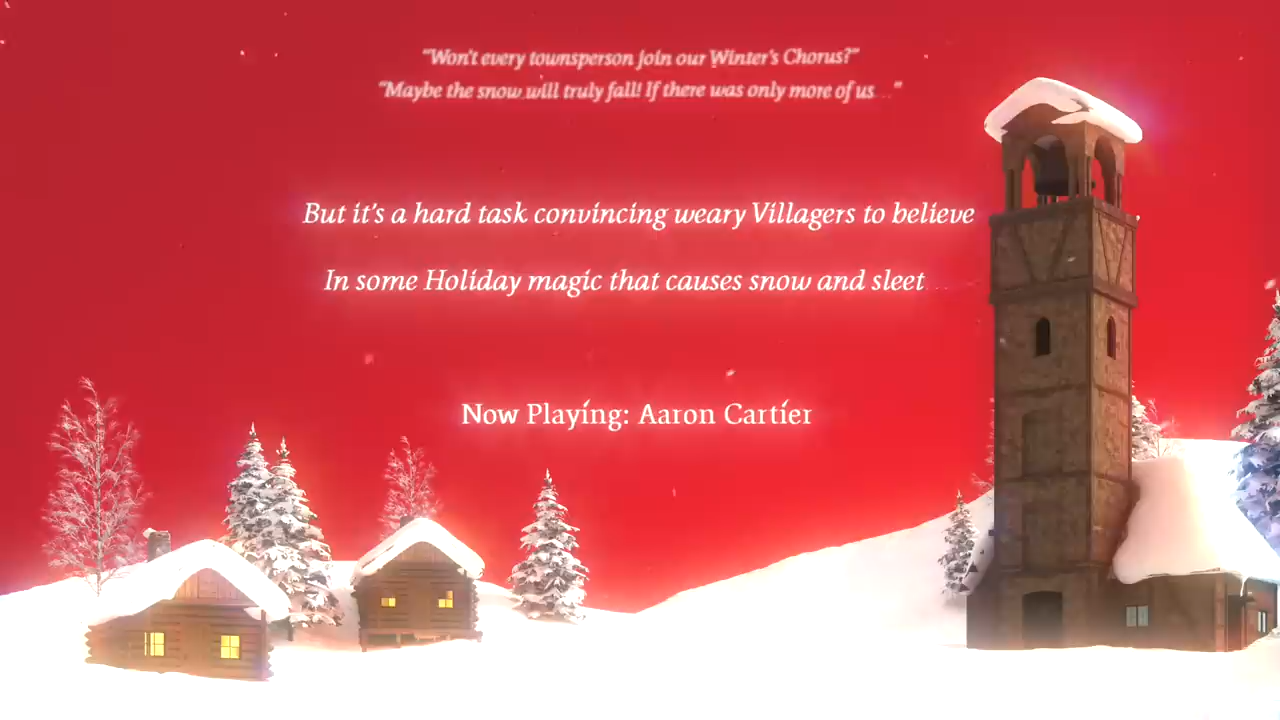 "Won't every townsperson join our Winter's Chorus?"
"Maybe the snow will truly fall! If there was only more of us..."
But it's a hard task convincing weary Villagers to believe
In some Holiday magic that causes snow and sleet...
Now Playing: Aaron Cartier